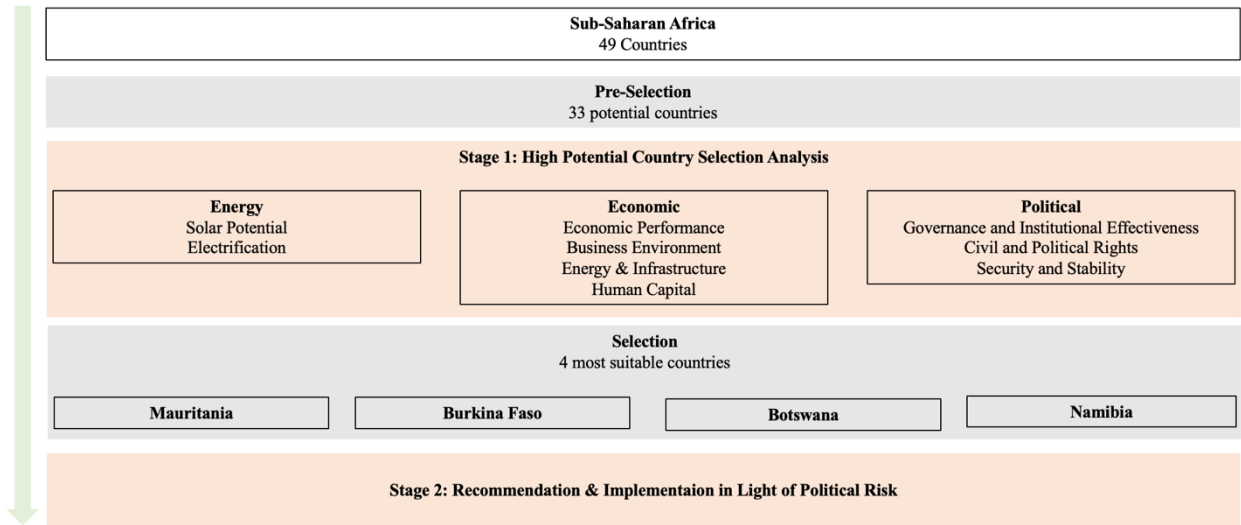 Sub-Saharan Africa
49 Countries
Pre-Selection
33 potential countries
Stage 1: High Potential Country Selection Analysis
Energy
Solar Potential
Electrification
Economic
Economic Performance
Business Environment
Energy & Infrastructure
Human Capital
Political
Governance and Institutional Effectiveness
Civil and Political Rights
Security and Stability
Selection
4 most suitable countries
Mauritania
Burkina Faso
Botswana
Namibia
Stage 2: Recommendation & Implementaion in Light of Political Risk